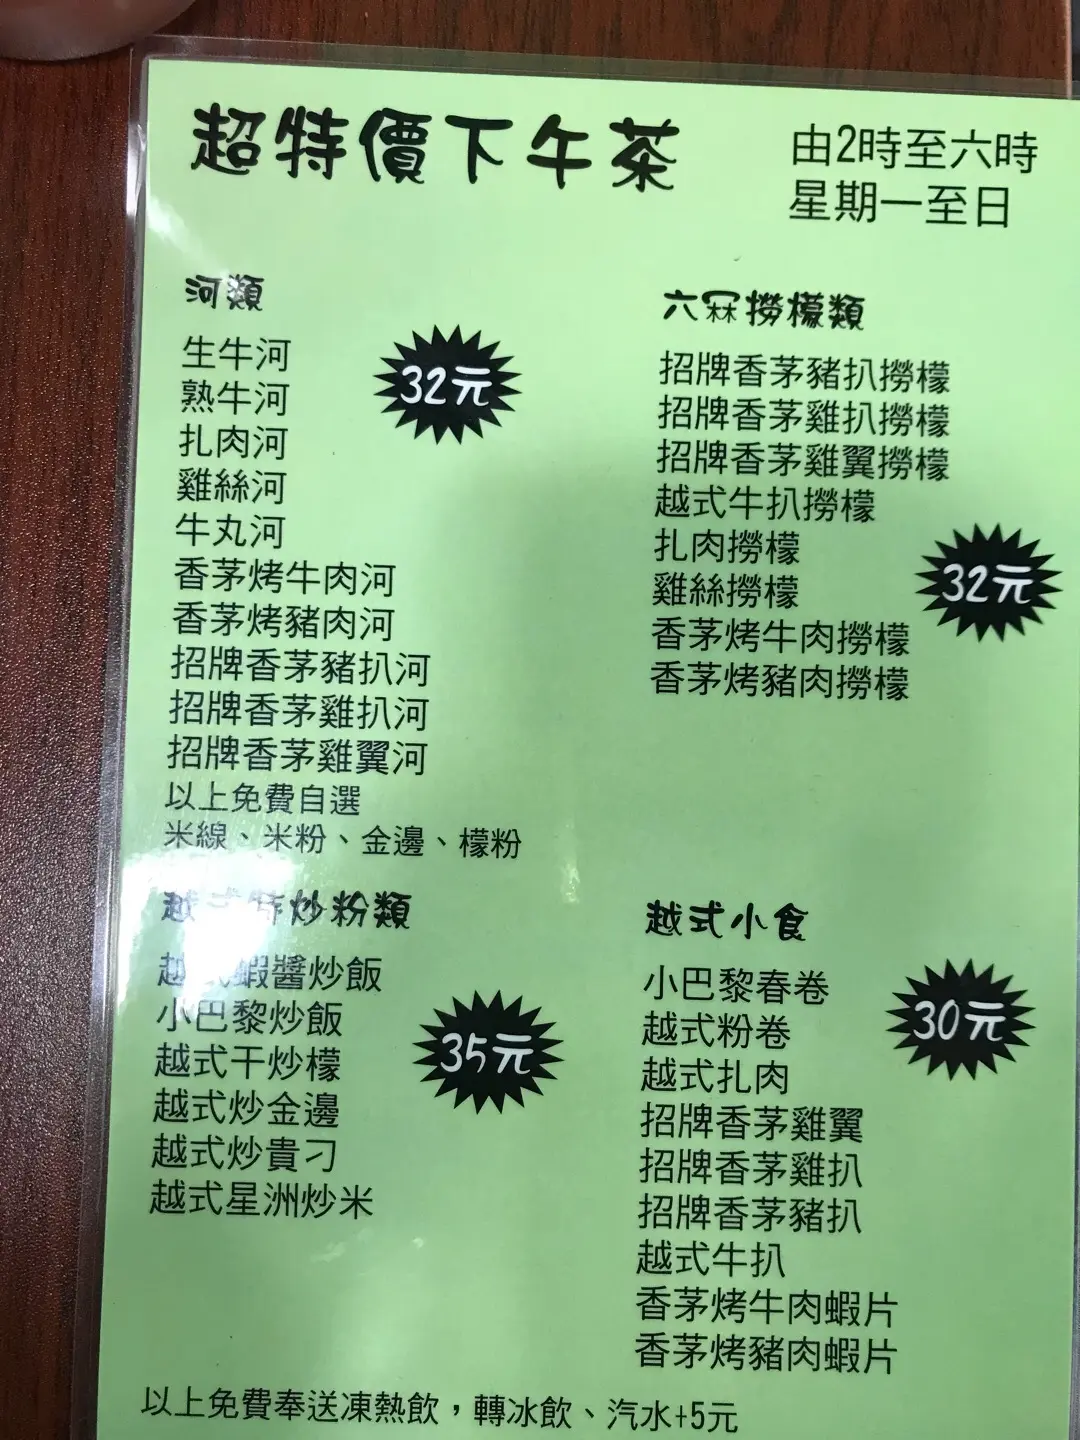 超特價下午茶
由2時至六時
星期一至日
河類
32元
生牛河
熟牛河
扎肉河
雞絲河
牛丸河
香茅烤牛肉河
香茅烤豬肉河
招牌香茅豬扒河
招牌香茅雞扒河
招牌香茅雞翼河
以上免費自選
米線、米粉、金邊、檬粉
六冧撈檬類
招牌香茅豬扒撈檬
招牌香茅雞扒撈檬
招牌香茅雞翼撈檬
越式牛扒撈檬
扎肉撈檬
雞絲撈檬
香茅烤牛肉撈檬
香茅烤豬肉撈檬
32元
越式特炒粉類
越式蝦醬炒飯
小巴黎炒飯
越式干炒檬
越式炒金邊
越式炒貴刁
越式星洲炒米
35元
越式小食
小巴黎春卷
越式粉卷
越式扎肉
招牌香茅雞翼
招牌香茅雞扒
招牌香茅豬扒
越式牛扒
香茅烤牛肉蝦片
香茅烤豬肉蝦片
30元
以上免費奉送凍熱飲，轉冰飲、汽水+5元